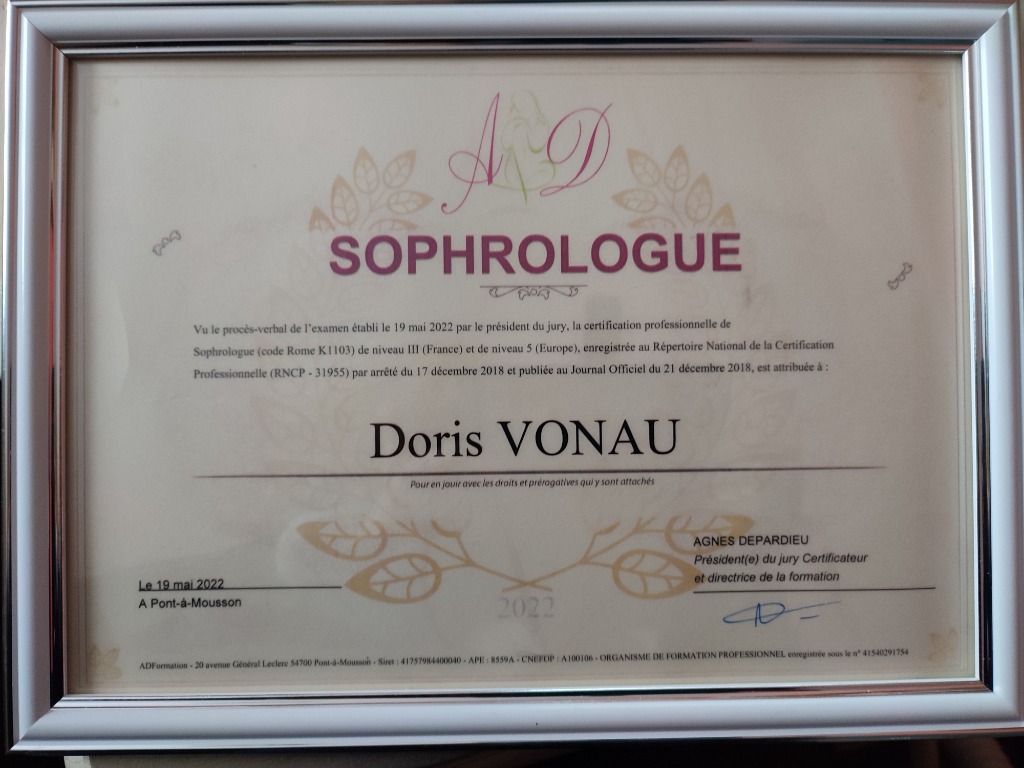 AD
SOPHROLOGUE
Vu le procès-verbal de l'examen établi le 19 mai 2022 par le président du jury, la certification professionnelle de
Sophrologue (code Rome K1103) de niveau III (France) et de niveau 5 (Europe), enregistrée au Répertoire National de la Certification
Professionnelle (RNCP - 31955) par arrêté du 17 décembre 2018 et publiée au Journal Officiel du 21 décembre 2018, est attribuée à :
Doris VONAU
Pour en jouir avec les droits et prérogatives qui y sont attachés
AGNES DEPARDIEU
Président(e) du jury Certificateur
et directrice de la formation
Le 19 mai 2022
A Pont-à-Mousson
2022
ADFormation - 20 avenue Général Leclerc 54700 Pont-à-Mousson - Siret : 41757984400040 - APE : 8559A - CNEFOP : A100106 - ORGANISME DE FORMATION PROFESSIONNEL enregistrée sous le n° 41540291754